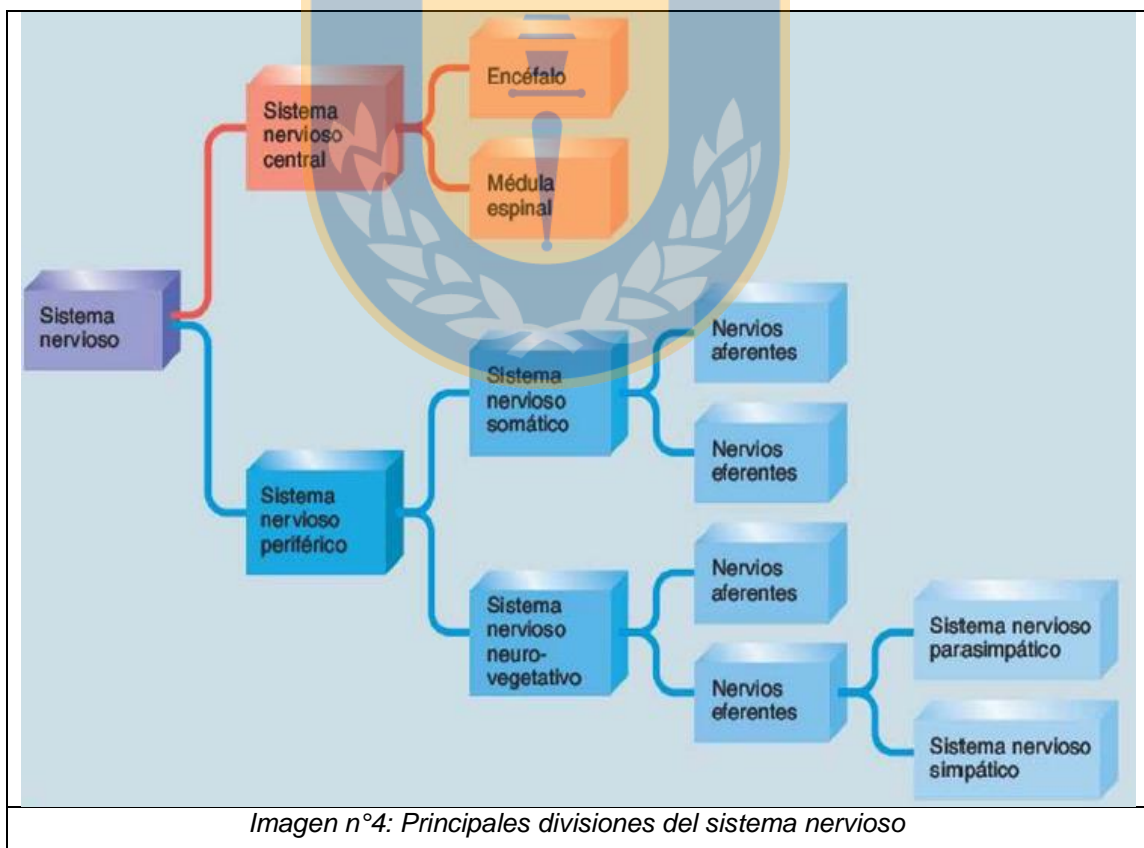 Encéfalo
Sistema
nervioso
central
Médula
espinal
Sistema
nervioso
Nervios
aferentes
Sistema
nervioso
somático
Nervios
eferentes
Sistema
nervioso
periférico
Nervios
aferentes
Sistema
nervioso
neuro-
vegetativo
Nervios
eferentes
Sistema nervioso
parasimpático
Sistema nervioso
simpático
Imagen n°4: Principales divisiones del sistema nervioso